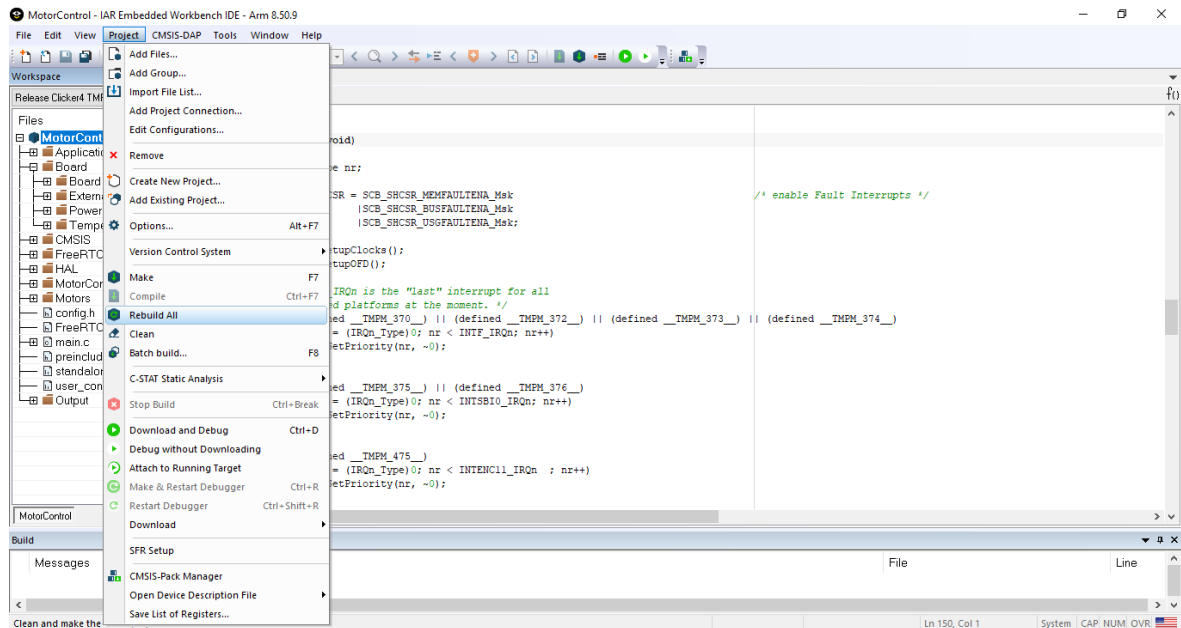 MotorControl - IAR Embedded Workbench IDE - Arm 8.50.9
File Edit View Project CMSIS-DAP Tools Window Help
Workspace
Release Clicker4
Files
MotorCont
Applicatio
Board
Board
Extern
Power
Tempe
CMSIS
FreeRTO
HAL
MotorCor
Motors
config.h
FreeRTO
main.c
preinclud
standalor
user_con
Output
MotorControl
Add Files...
Add Group...
Import File List...
Add Project Connection...
Edit Configurations...
Remove
Create New Project...
Add Existing Project...
Options... Alt+F7
Version Control System
Make F7
Compile Ctrl+F7
Rebuild All
Clean
Batch build... F8
C-STAT Static Analysis
Stop Build Ctrl+Break
Download and Debug Ctrl+D
Debug without Downloading
Attach to Running Target
Make & Restart Debugger Ctrl+R
Restart Debugger Ctrl+Shift+R
Download
SFR Setup
CMSIS-Pack Manager
Open Device Description File
Save List of Registers...
f()
void)
e nr;
CSR = SCB_SHCSR_MEMFAULTENA_Msk /* enable Fault Interrupts */
|SCB_SHCSR_BUSFAULTENA_Msk
|SCB_SHCSR_USGFAULTENA_Msk;
tupClocks();
tupOFD();
_IRQn is the "last" interrupt for all
ed platforms at the moment. */
ned __TMPM_370__) || (defined __TMPM_372__) || (defined __TMPM_373__) || (defined __TMPM_374__)
= (IRQn_Type)0; nr < INTF_IRQn; nr++)
SetPriority(nr, ~0);
ned __TMPM_375__) || (defined __TMPM_376__)
= (IRQn_Type)0; nr < INTSBI0_IRQn; nr++)
SetPriority(nr, ~0);
ned __TMPM_475__)
= (IRQn_Type)0; nr < INTENC11_IRQn ; nr++)
SetPriority(nr, ~0);
Build
Messages File Line
Clean and make the
Ln 150, Col 1 System CAP NUM OVR